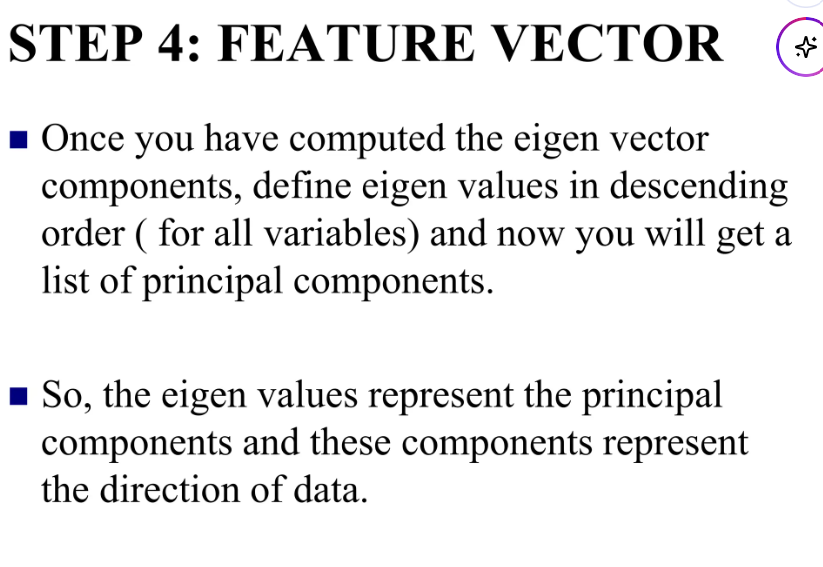 STEP 4: FEATURE VECTOR
Once you have computed the eigen vector
components, define eigen values in descending
order ( for all variables) and now you will get a
list of principal components.
So, the eigen values represent the principal
components and these components represent
the direction of data.